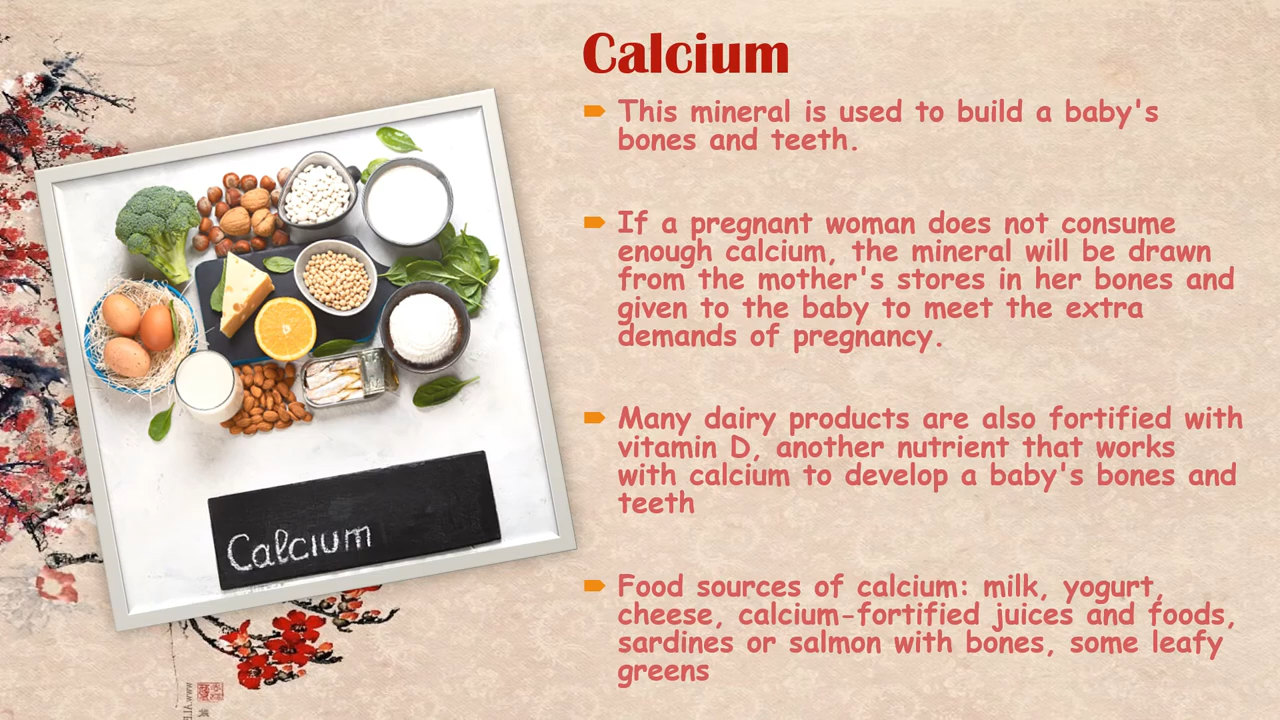 Calcium
This mineral is used to build a baby's
bones and teeth.
If a pregnant woman does not consume
enough calcium, the mineral will be drawn
from the mother's stores in her bones and
given to the baby to meet the extra
demands of pregnancy.
Many dairy products are also fortified with
vitamin D, another nutrient that works
with calcium to develop a baby's bones and
teeth
Food sources of calcium: milk, yogurt,
cheese, calcium-fortified juices and foods,
sardines or salmon with bones, some leafy
greens
Calcium